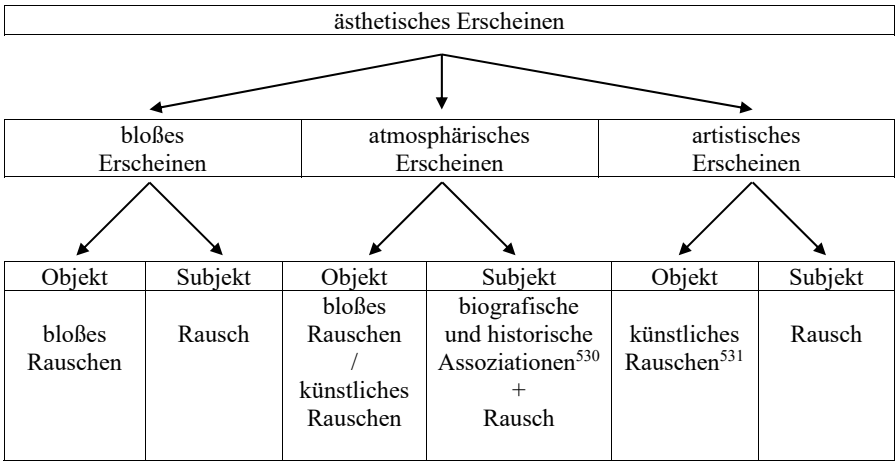 ästhetisches Erscheinen
bloßes
Erscheinen
atmosphärisches
Erscheinen
artistisches
Erscheinen
Objekt
Subjekt
Objekt
Subjekt
Objekt
Subjekt
bloßes
Rauschen
Rausch
bloßes
Rauschen
/
künstliches
Rauschen
biografische
und historische
Assoziationen530
+
Rausch
künstliches
Rauschen531
Rausch